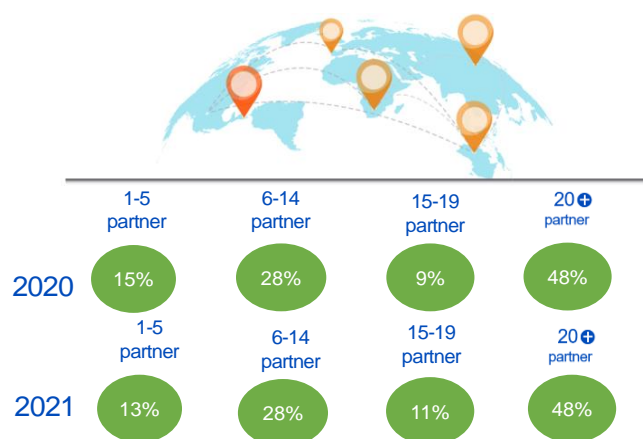 1-5 6-14 15-19 20+
partner partner partner partner
2020 15% 28% 9% 48%
1-5 6-14 15-19 20+
partner partner partner partner
2021 13% 28% 11% 48%